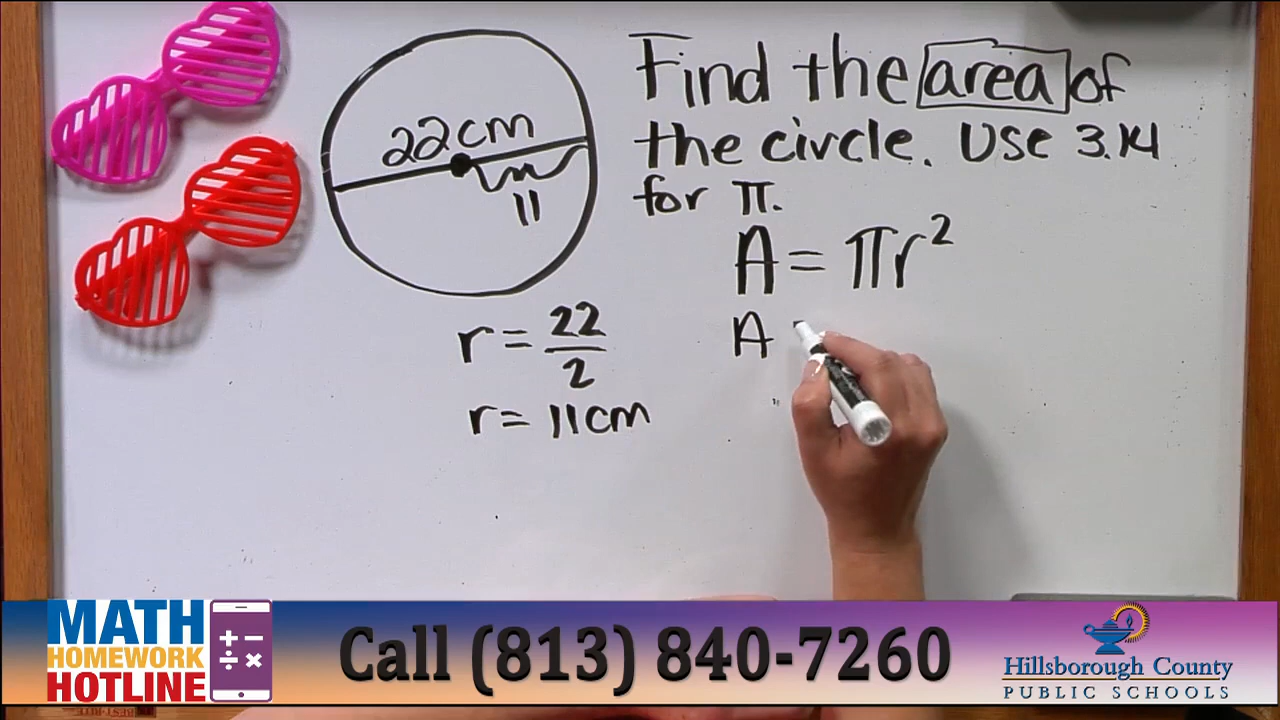 22cm
11
r = 22/2
r = 11cm
Find the area of
the circle. Use 3.14
for π.
A = πr²
A =
MATH
HOMEWORK
HOTLINE
Call (813) 840-7260
Hillsborough County
PUBLIC SCHOOLS